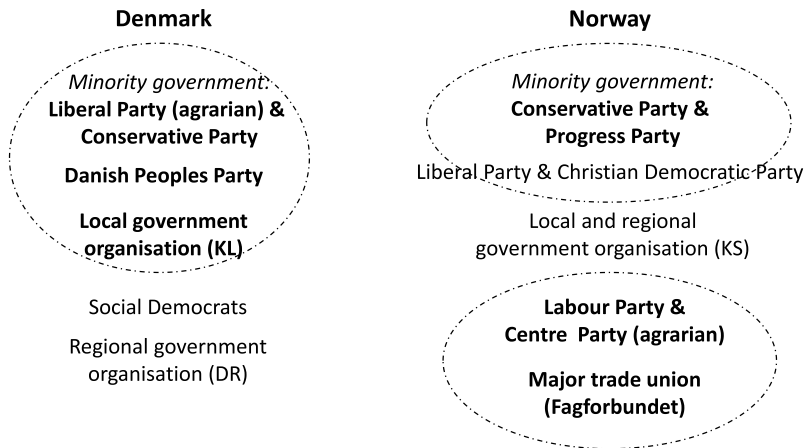 Denmark
Minority government:
Liberal Party (agrarian) &
Conservative Party
Danish Peoples Party
Local government
organisation (KL)
Social Democrats
Regional government
organisation (DR)
Norway
Minority government:
Conservative Party &
Progress Party
Liberal Party & Christian Democratic Party
Local and regional
government organisation (KS)
Labour Party &
Centre Party (agrarian)
Major trade union
(Fagforbundet)